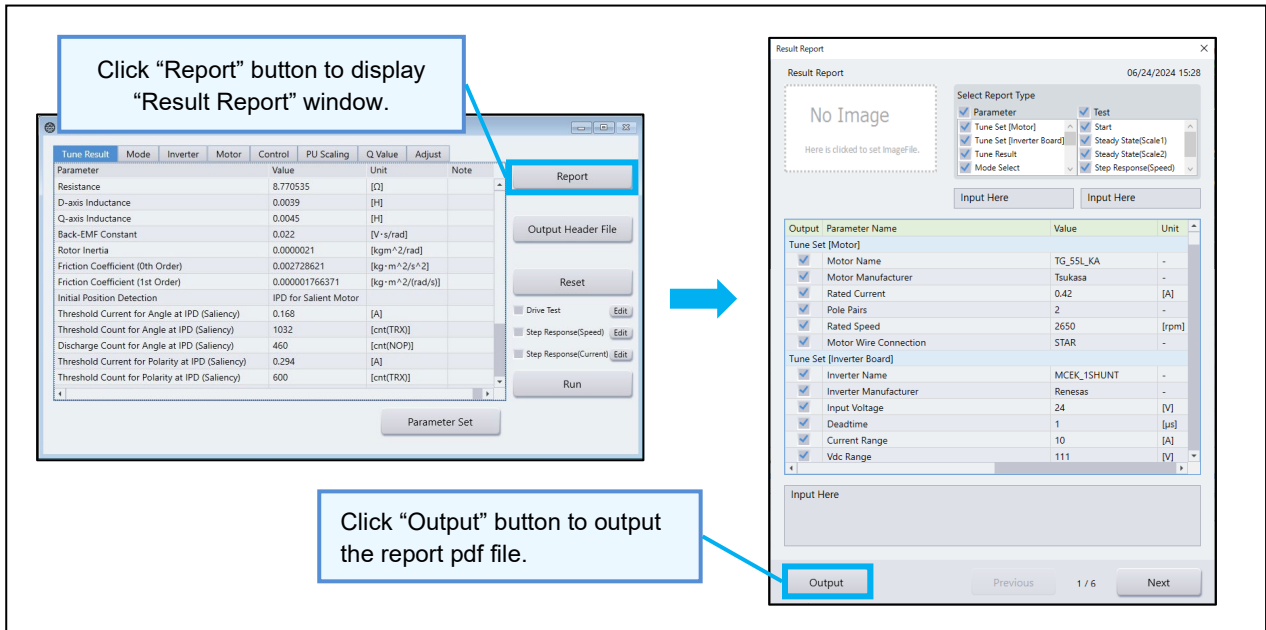 Click “Report” button to display
“Result Report” window.
Tune Result Mode Inverter Motor Control PU Scaling Q Value Adjust
Parameter Value Unit Note
Resistance 8.770535 [Ω]
D-axis Inductance 0.0039 [H]
Q-axis Inductance 0.0045 [H]
Back-EMF Constant 0.022 [V・s/rad]
Rotor Inertia 0.0000021 [kgm^2/rad]
Friction Coefficient (0th Order) 0.002728621 [kg・m^2/s^2]
Friction Coefficient (1st Order) 0.000001766371 [kg・m^2/(rad/s)]
Initial Position Detection IPD for Salient Motor
Threshold Current for Angle at IPD (Saliency) 0.168 [A]
Threshold Count for Angle at IPD (Saliency) 1032 [cnt(TRX)]
Discharge Count for Angle at IPD (Saliency) 460 [cnt(NOP)]
Threshold Current for Polarity at IPD (Saliency) 0.294 [A]
Threshold Count for Polarity at IPD (Saliency) 600 [cnt(TRX)]
Report
Output Header File
Reset
Drive Test Edit
Step Response(Speed) Edit
Step Response(Current) Edit
Run
Parameter Set
Result Report
Result Report 06/24/2024 15:28
No Image
Here is clicked to set ImageFile.
Select Report Type
Parameter Test
Tune Set [Motor] Start
Tune Set [Inverter Board] Steady State(Scale1)
Tune Result Steady State(Scale2)
Mode Select Step Response(Speed)
Input Here Input Here
Output Parameter Name Value Unit
Tune Set [Motor]
Motor Name TG_55L_KA -
Motor Manufacturer Tsukasa -
Rated Current 0.42 [A]
Pole Pairs 2 -
Rated Speed 2650 [rpm]
Motor Wire Connection STAR -
Tune Set [Inverter Board]
Inverter Name MCEK_1SHUNT -
Inverter Manufacturer Renesas -
Input Voltage 24 [V]
Deadtime 1 [μs]
Current Range 10 [A]
Vdc Range 111 [V]
Input Here
Click “Output” button to output
the report pdf file.
Output Previous 1 / 6 Next